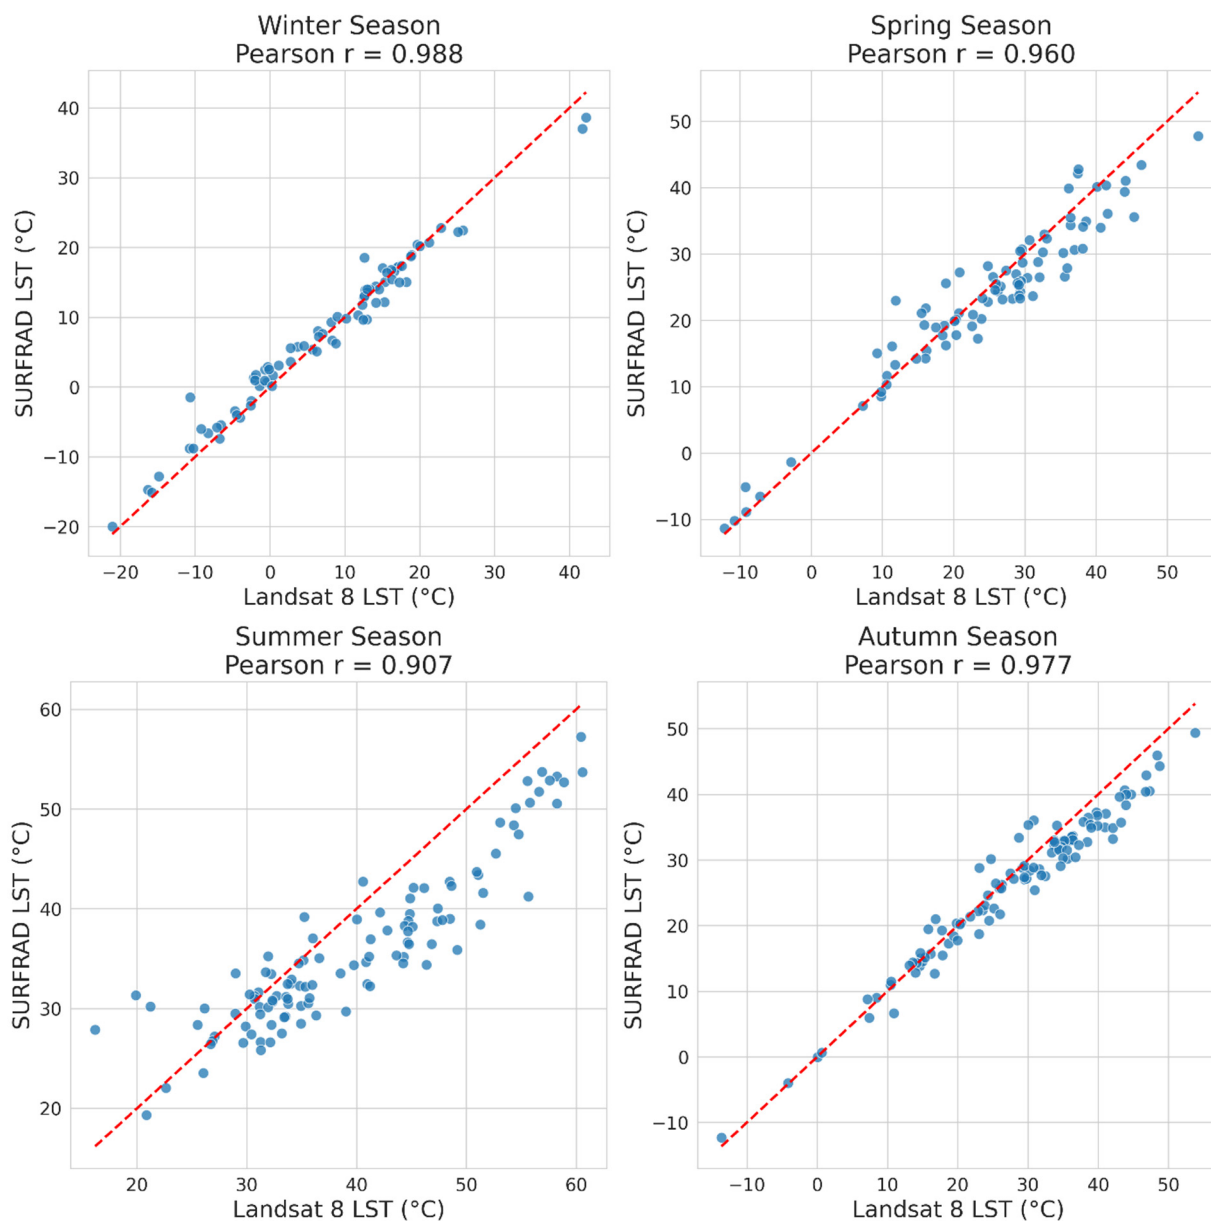 Winter Season
Pearson r = 0.988
40
30
20
10
0
−10
−20
SURFRAD LST (°C)
−20 −10 0 10 20 30 40
Landsat 8 LST (°C)
Spring Season
Pearson r = 0.960
50
40
30
20
10
0
−10
SURFRAD LST (°C)
−10 0 10 20 30 40 50
Landsat 8 LST (°C)
Summer Season
Pearson r = 0.907
60
50
40
30
20
SURFRAD LST (°C)
20 30 40 50 60
Landsat 8 LST (°C)
Autumn Season
Pearson r = 0.977
50
40
30
20
10
0
−10
SURFRAD LST (°C)
−10 0 10 20 30 40 50
Landsat 8 LST (°C)